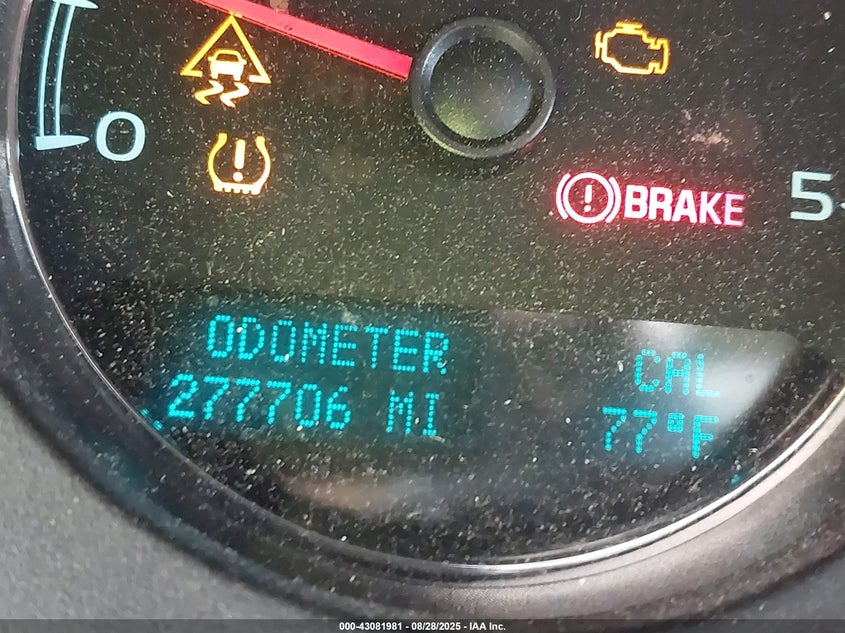 0
BRAKE
5
ODOMETER
277706 MI
CAL
77°F
000-43081981 - 08/28/2025 - IAA Inc.